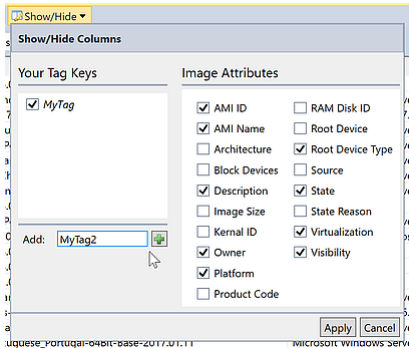 Show/Hide
Show/Hide Columns
Your Tag Keys
MyTag
Add: MyTag2
Image Attributes
AMI ID
AMI Name
Architecture
Block Devices
Description
Image Size
Kernal ID
Owner
Platform
Product Code
RAM Disk ID
Root Device
Root Device Type
Source
State
State Reason
Virtualization
Visibility
Apply Cancel
uguese_Portugal-64Bit-Base-2017.01.11 Microsoft Windows Serve